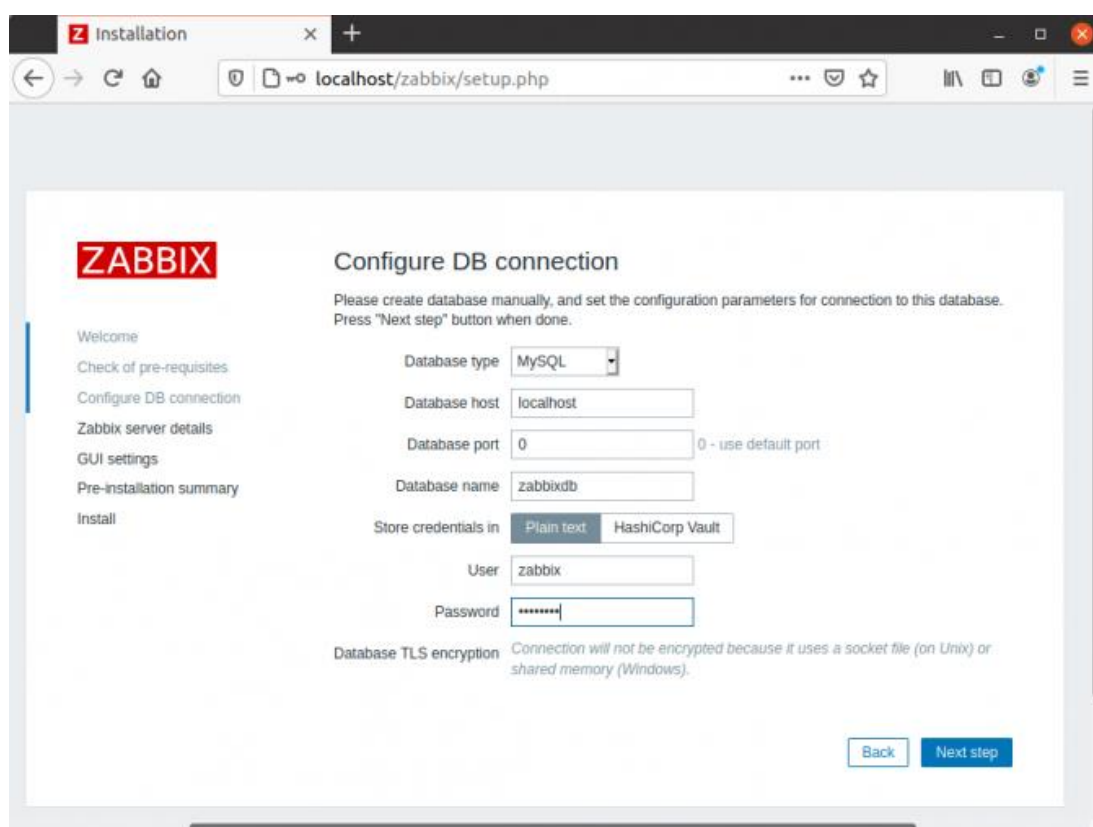 Installation
localhost/zabbix/setup.php
ZABBIX
Welcome
Check of pre-requisites
Configure DB connection
Zabbix server details
GUI settings
Pre-installation summary
Install
Configure DB connection
Please create database manually, and set the configuration parameters for connection to this database.
Press "Next step" button when done.
Database type MySQL
Database host localhost
Database port 0 0 - use default port
Database name zabbixdb
Store credentials in Plain text HashiCorp Vault
User zabbix
Password ••••••••
Database TLS encryption Connection will not be encrypted because it uses a socket file (on Unix) or
shared memory (Windows).
Back Next step